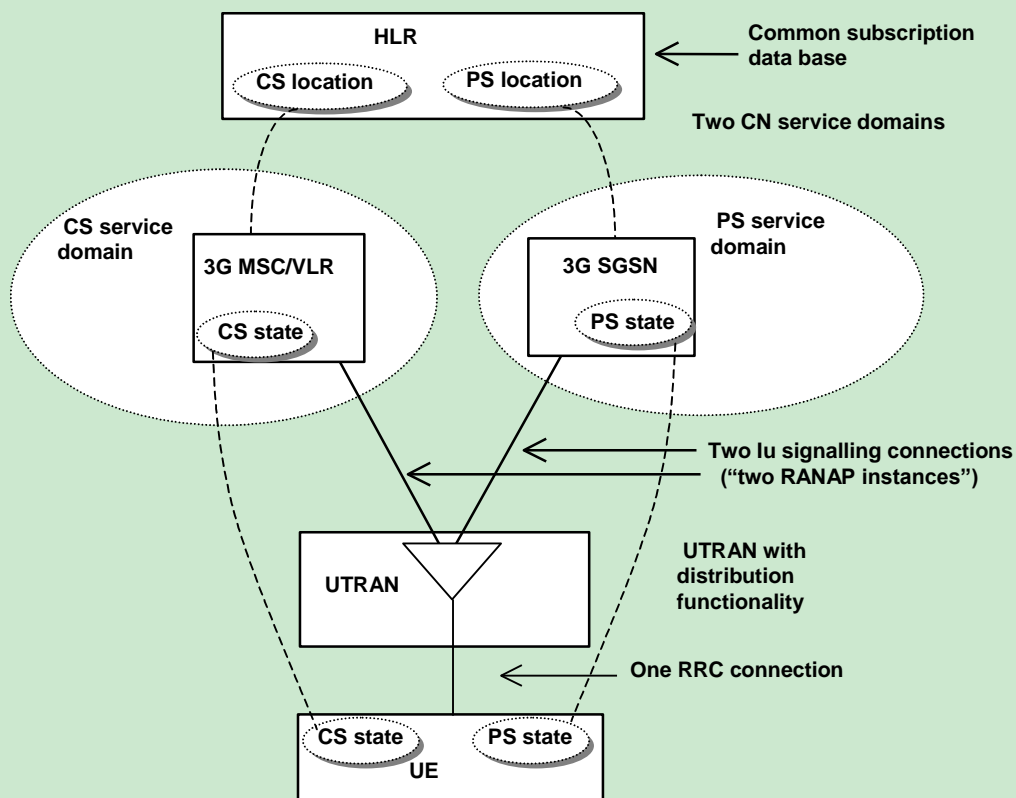 HLR
CS location
PS location
Common subscription
data base
Two CN service domains
CS service
domain
PS service
domain
3G MSC/VLR
3G SGSN
CS state
PS state
Two Iu signalling connections
(“two RANAP instances”)
UTRAN
UTRAN with
distribution
functionality
One RRC connection
CS state
PS state
UE